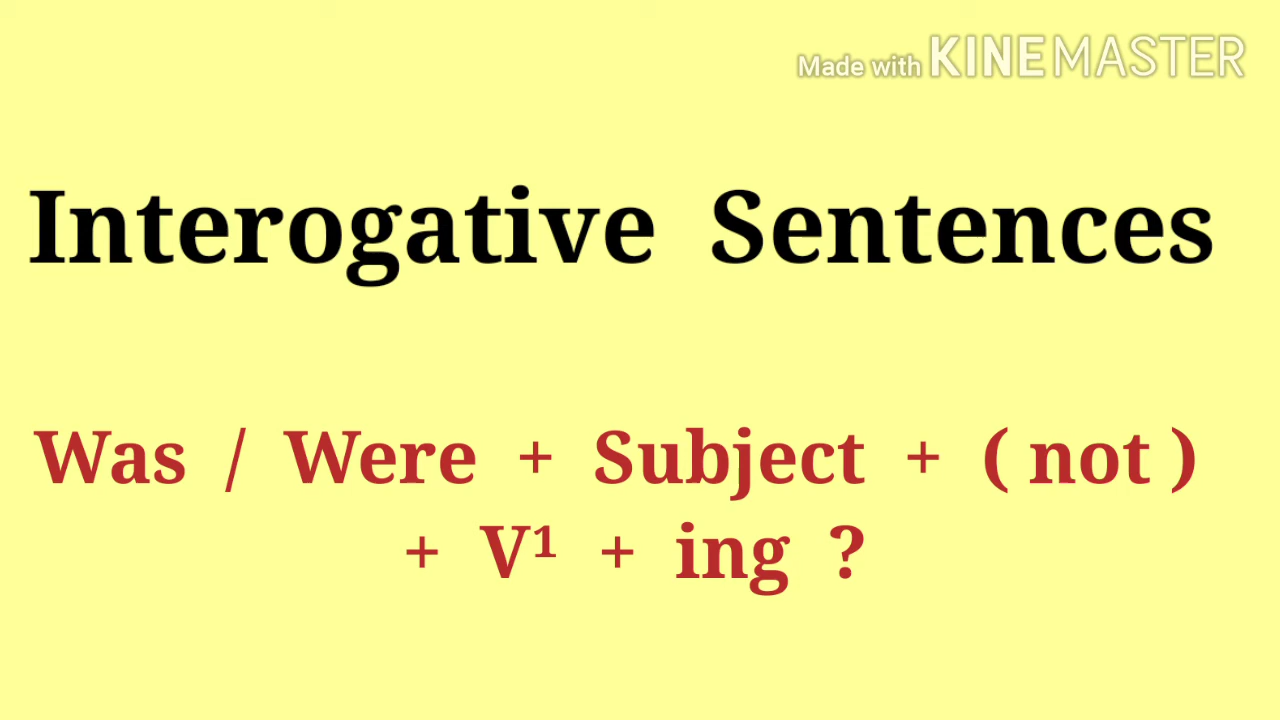 Made with KINEMASTER
Interogative Sentences
Was / Were + Subject + ( not )
+ V¹ + ing ?